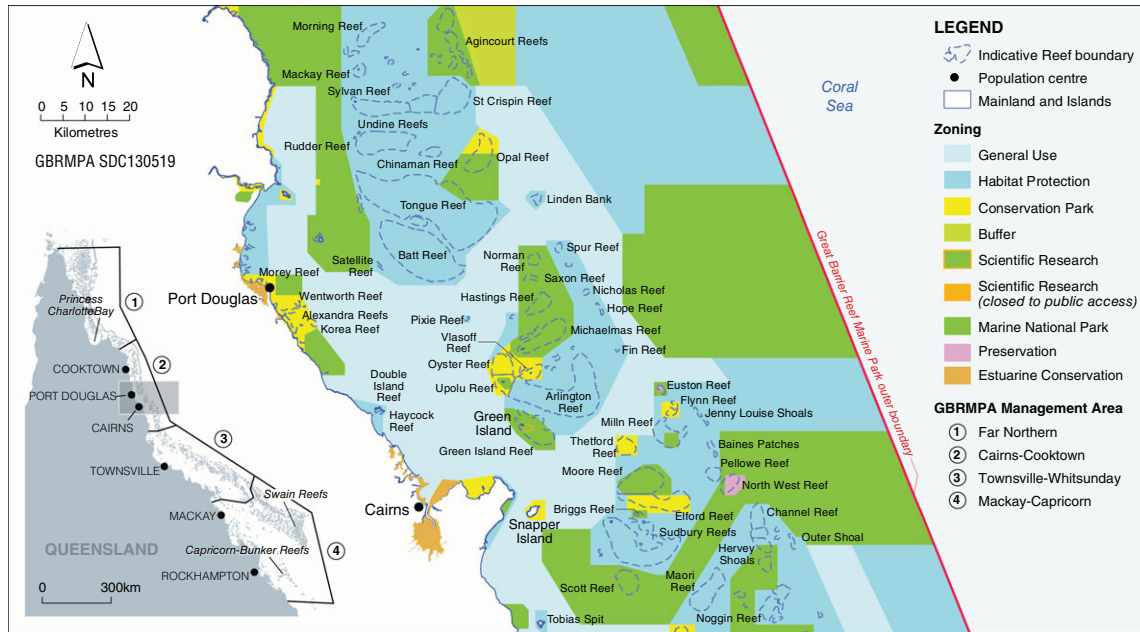 N
0 5 10 15 20
Kilometres
GBRMPA SDC130519
Morning Reef
Agincourt Reefs
Mackay Reef
Sylvan Reef
St Crispin Reef
Undine Reefs
Rudder Reef
Opal Reef
Chinaman Reef
Linden Bank
Tongue Reef
Batt Reef
Satellite
Reef
Spur Reef
Norman
Reef
Saxon Reef
Morey Reef
Port Douglas
Wentworth Reef
Alexandra Reefs
Korea Reef
Hastings Reef
Nicholas Reef
Hope Reef
Pixie Reef
Michaelmas Reef
Vlasoff
Reef
Fin Reef
Oyster Reef
Double
Island
Reef
Upolu Reef
Arlington
Reef
Euston Reef
Flynn Reef
Jenny Louise Shoals
Haycock
Reef
Green
Island
Milln Reef
Thetford
Reef
Green Island Reef
Baines Patches
Moore Reef
Pellowe Reef
North West Reef
Cairns
Snapper
Island
Briggs Reef
Elford Reef
Channel Reef
Sudbury Reefs
Outer Shoal
Hervey
Shoals
Scott Reef
Maori
Reef
Tobias Spit
Noggin Reef
Coral
Sea
Great Barrier Reef Marine Park outer boundary
Princess
CharlotteBay
1
2
COOKTOWN
PORT DOUGLAS
CAIRNS
3
TOWNSVILLE
Swain Reefs
MACKAY
QUEENSLAND
Capricorn-Bunker Reefs
4
ROCKHAMPTON
0 300km
LEGEND
Indicative Reef boundary
Population centre
Mainland and Islands
Zoning
General Use
Habitat Protection
Conservation Park
Buffer
Scientific Research
Scientific Research
(closed to public access)
Marine National Park
Preservation
Estuarine Conservation
GBRMPA Management Area
1 Far Northern
2 Cairns-Cooktown
3 Townsville-Whitsunday
4 Mackay-Capricorn